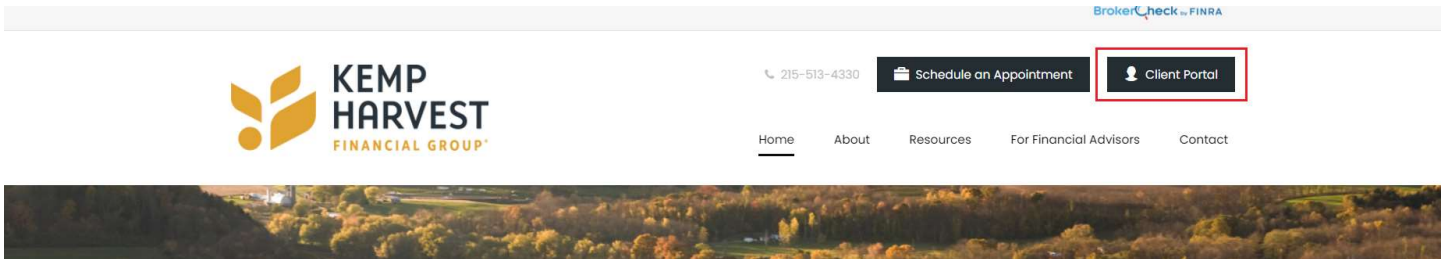 BrokerCheck by FINRA
KEMP
HARVEST
FINANCIAL GROUP®
215-513-4330
Schedule an Appointment
Client Portal
Home About Resources For Financial Advisors Contact